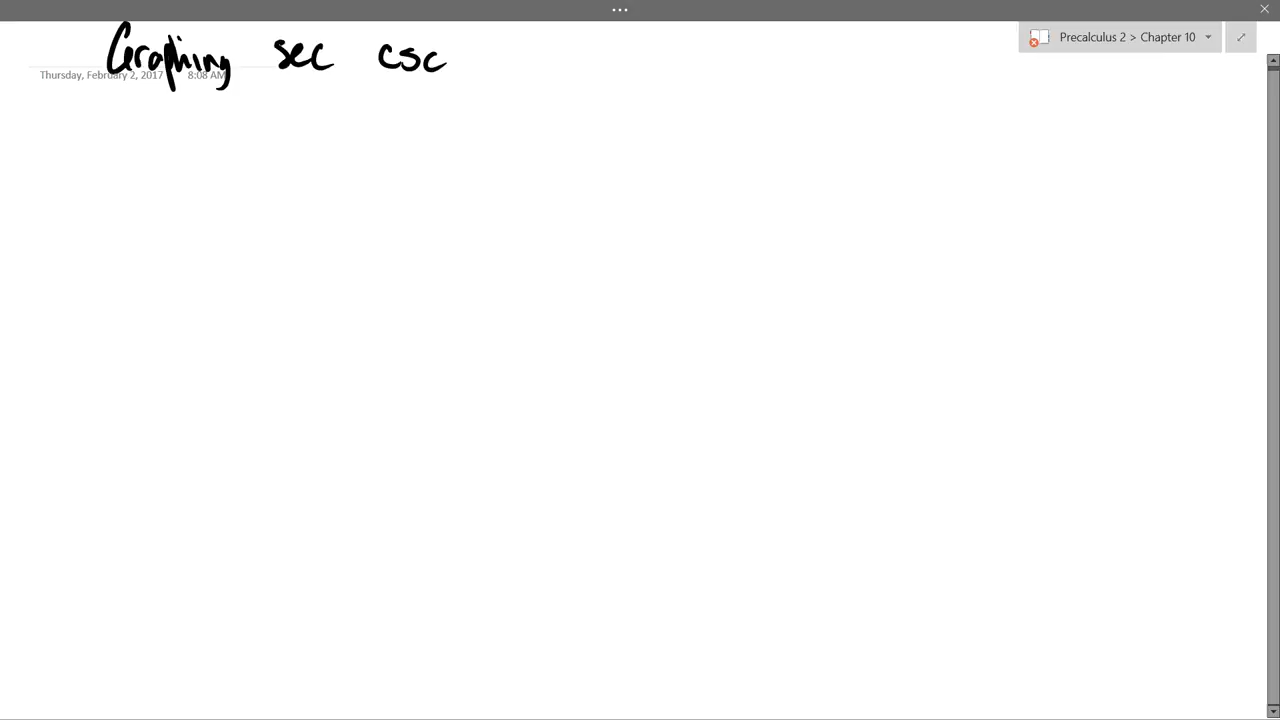 Graphing sec csc
Thursday, February 2, 2017 8:08 AM
Precalculus 2 > Chapter 10